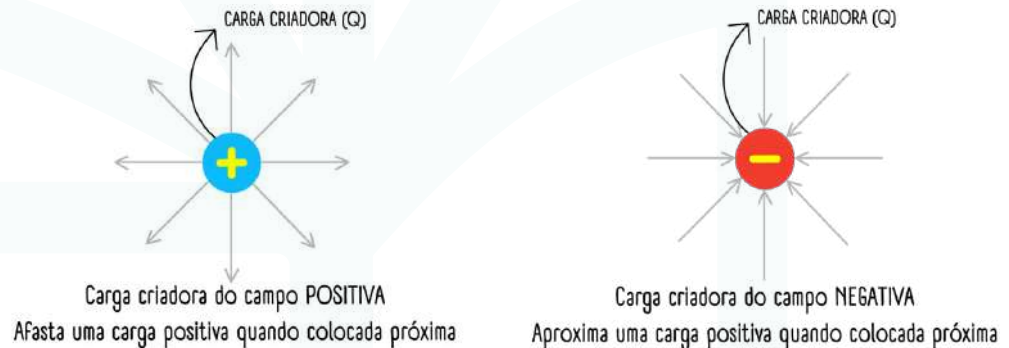 CARGA CRIADORA (Q)
+
Carga criadora do campo POSITIVA
Afasta uma carga positiva quando colocada próxima
CARGA CRIADORA (Q)
−
Carga criadora do campo NEGATIVA
Aproxima uma carga positiva quando colocada próxima